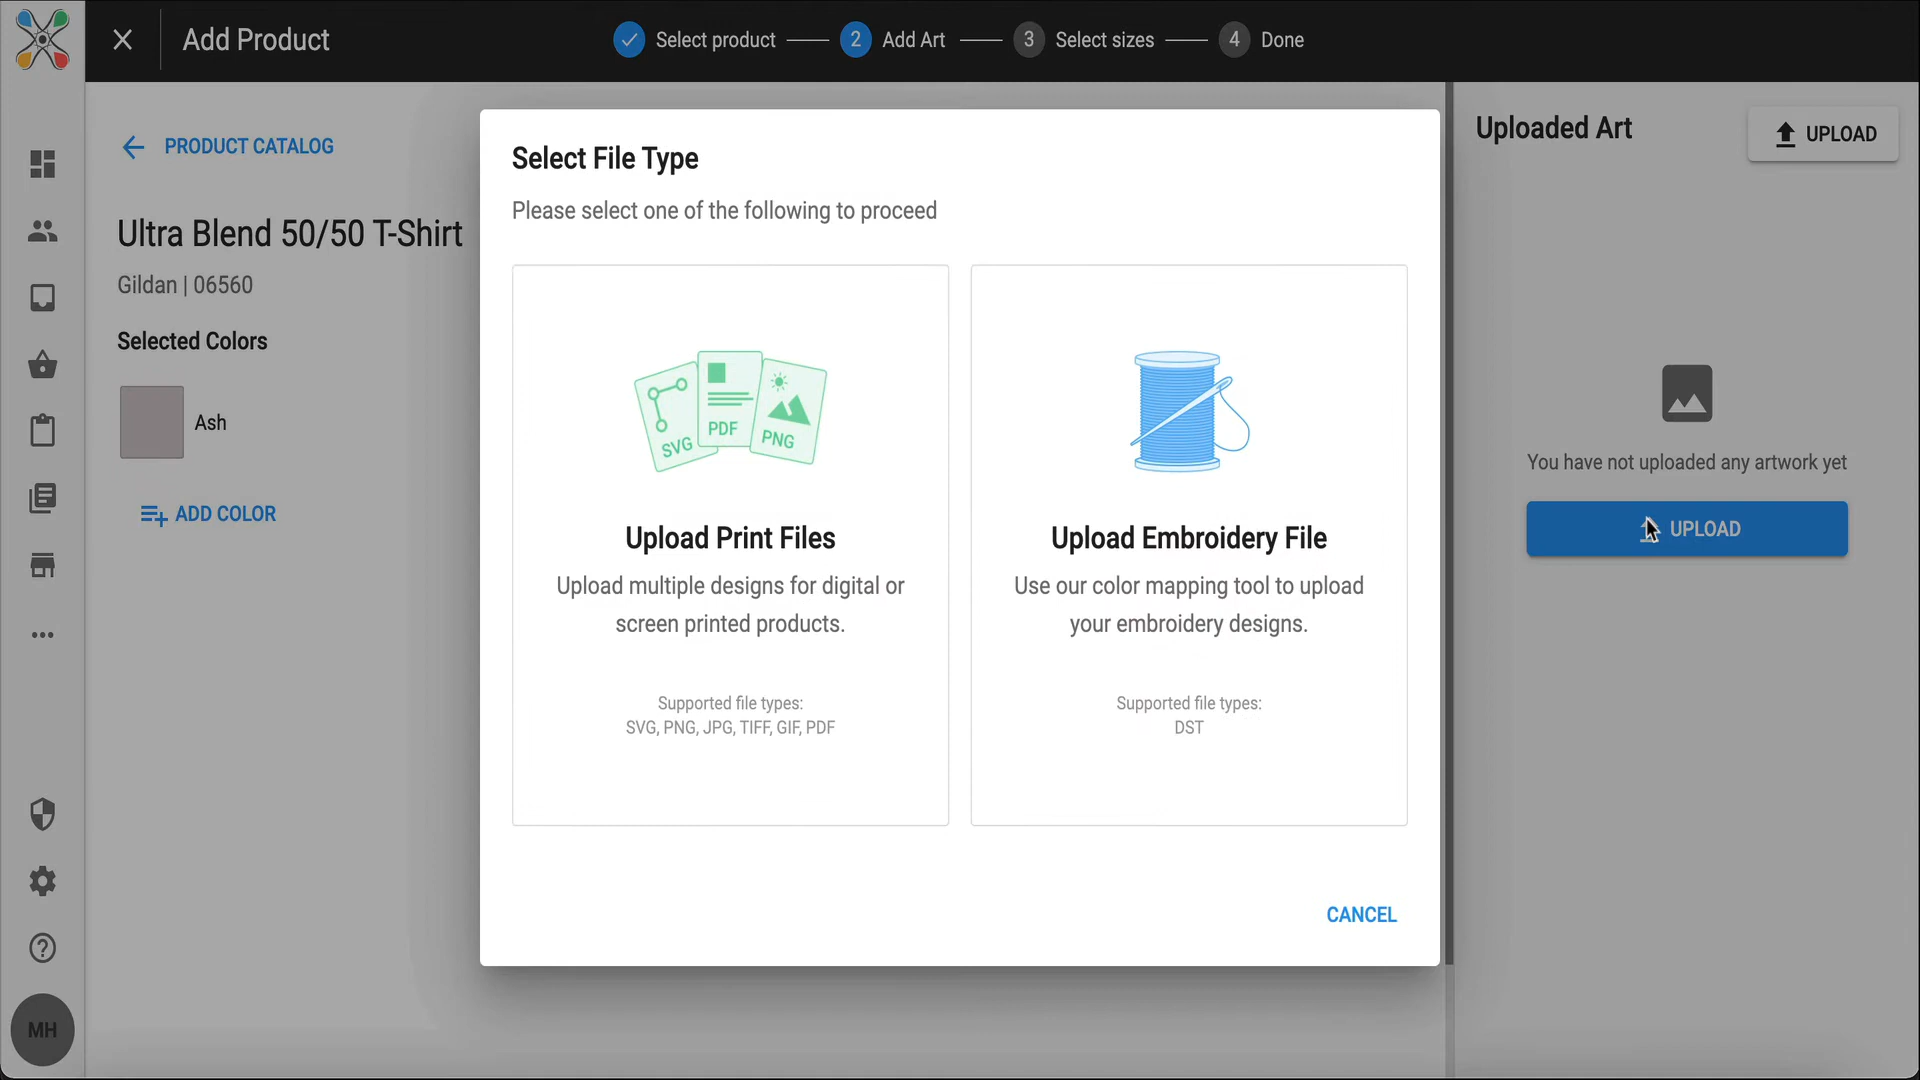 Add Product
Select product
2 Add Art
3 Select sizes
4 Done
PRODUCT CATALOG
Ultra Blend 50/50 T-Shirt
Gildan | 06560
Selected Colors
Ash
ADD COLOR
MH
Select File Type
Please select one of the following to proceed
SVG
PDF
PNG
Upload Print Files
Upload multiple designs for digital or
screen printed products.
Supported file types:
SVG, PNG, JPG, TIFF, GIF, PDF
Upload Embroidery File
Use our color mapping tool to upload
your embroidery designs.
Supported file types:
DST
CANCEL
Uploaded Art
UPLOAD
You have not uploaded any artwork yet
UPLOAD